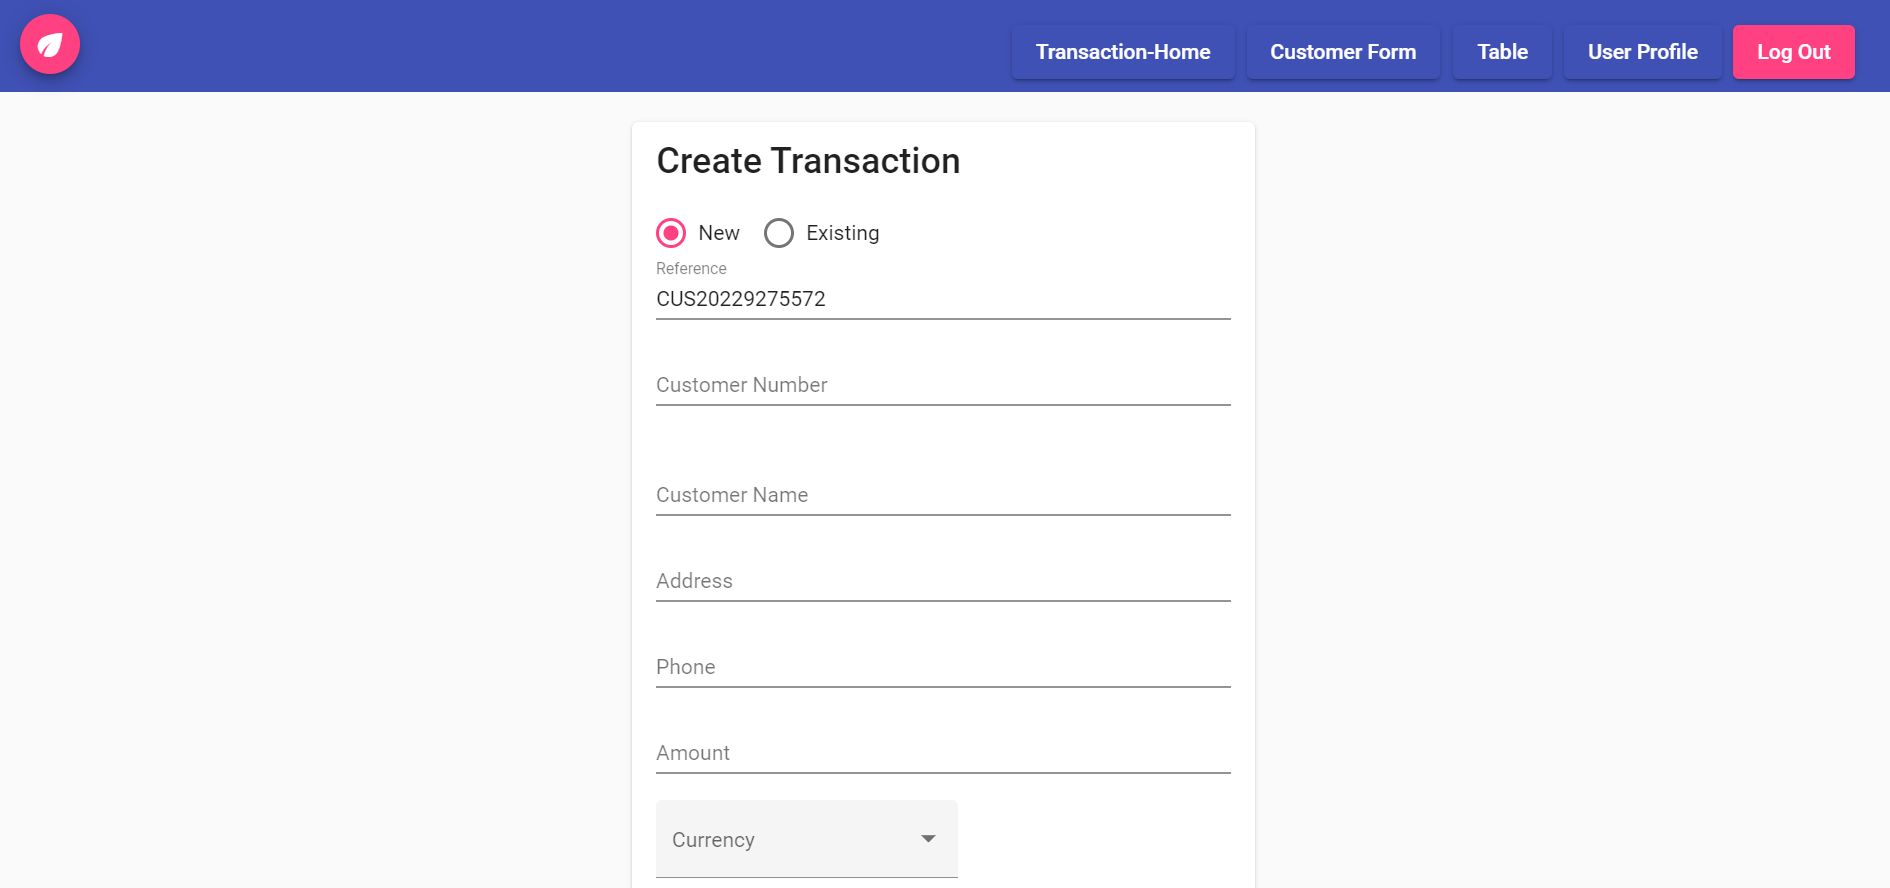 Transaction-Home Customer Form Table User Profile Log Out
Create Transaction
New Existing
Reference
CUS20229275572
Customer Number
Customer Name
Address
Phone
Amount
Currency